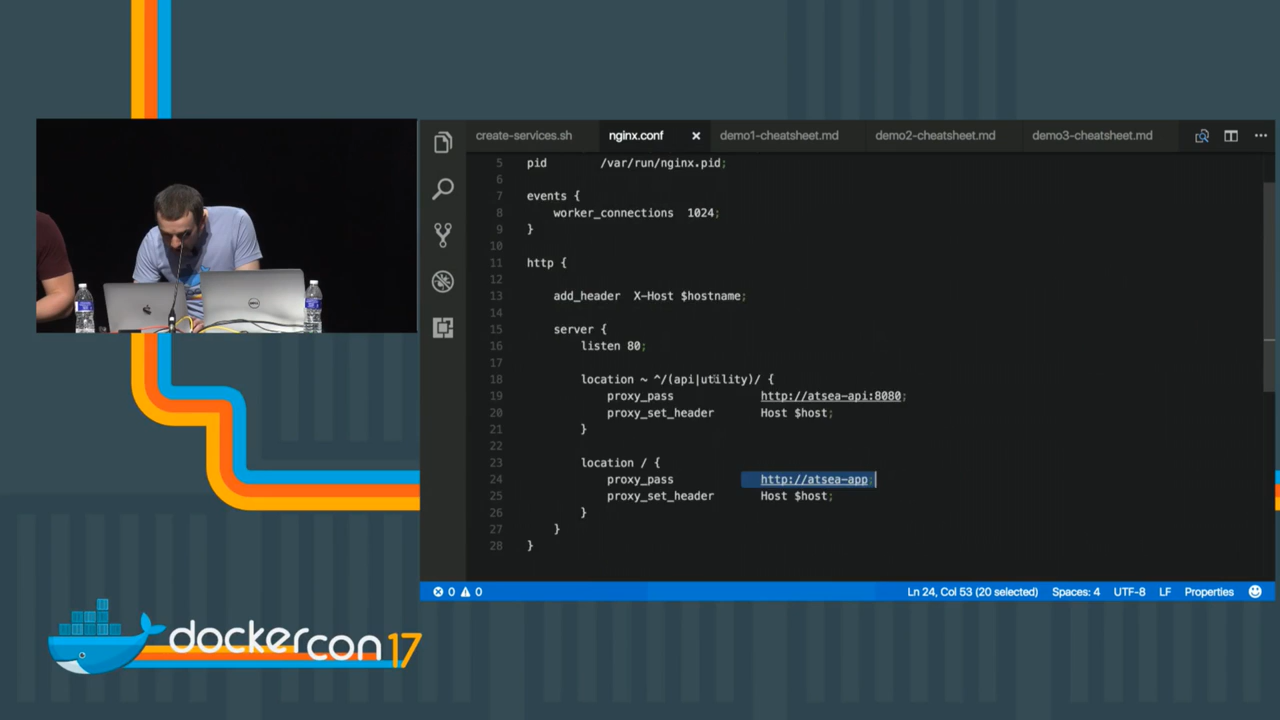 create-services.sh nginx.conf × demo1-cheatsheet.md demo2-cheatsheet.md demo3-cheatsheet.md
5 pid /var/run/nginx.pid;
6
7 events {
8 worker_connections 1024;
9 }
10
11 http {
12
13 add_header X-Host $hostname;
14
15 server {
16 listen 80;
17
18 location ~ ^/(api|utility)/ {
19 proxy_pass http://atsea-api:8080;
20 proxy_set_header Host $host;
21 }
22
23 location / {
24 proxy_pass http://atsea-app;
25 proxy_set_header Host $host;
26 }
27 }
28 }
0 0 Ln 24, Col 53 (20 selected) Spaces: 4 UTF-8 LF Properties
dockercon 17